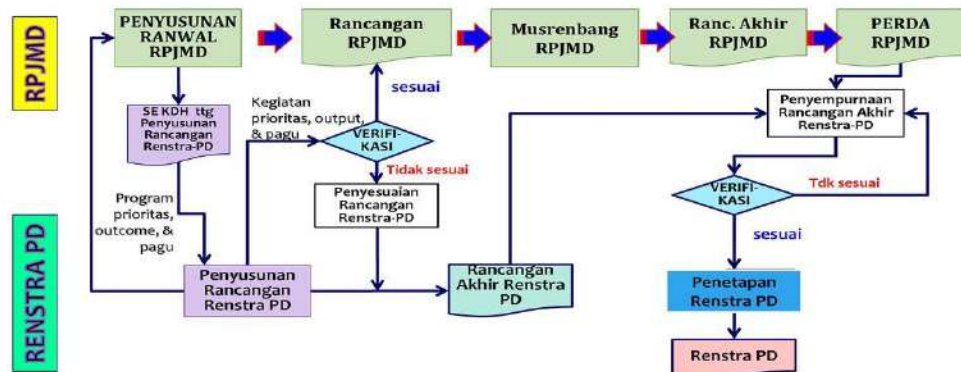 RPJMD
PENYUSUNAN
RANWAL
RPJMD
Rancangan
RPJMD
Musrenbang
RPJMD
Ranc. Akhir
RPJMD
PERDA
RPJMD
SE KDH ttg
Penyusunan
Rancangan
Renstra-PD
Kegiatan
prioritas, output,
& pagu
sesuai
VERIFI-
KASI
Tidak sesuai
Penyesuaian
Rancangan
Renstra-PD
Penyempurnaan
Rancangan Akhir
Renstra-PD
VERIFI-
KASI
Tdk sesuai
sesuai
RENSTRA PD
Program
prioritas,
outcome, &
pagu
Penyusunan
Rancangan
Renstra PD
Rancangan
Akhir Renstra
PD
Penetapan
Renstra PD
Renstra PD